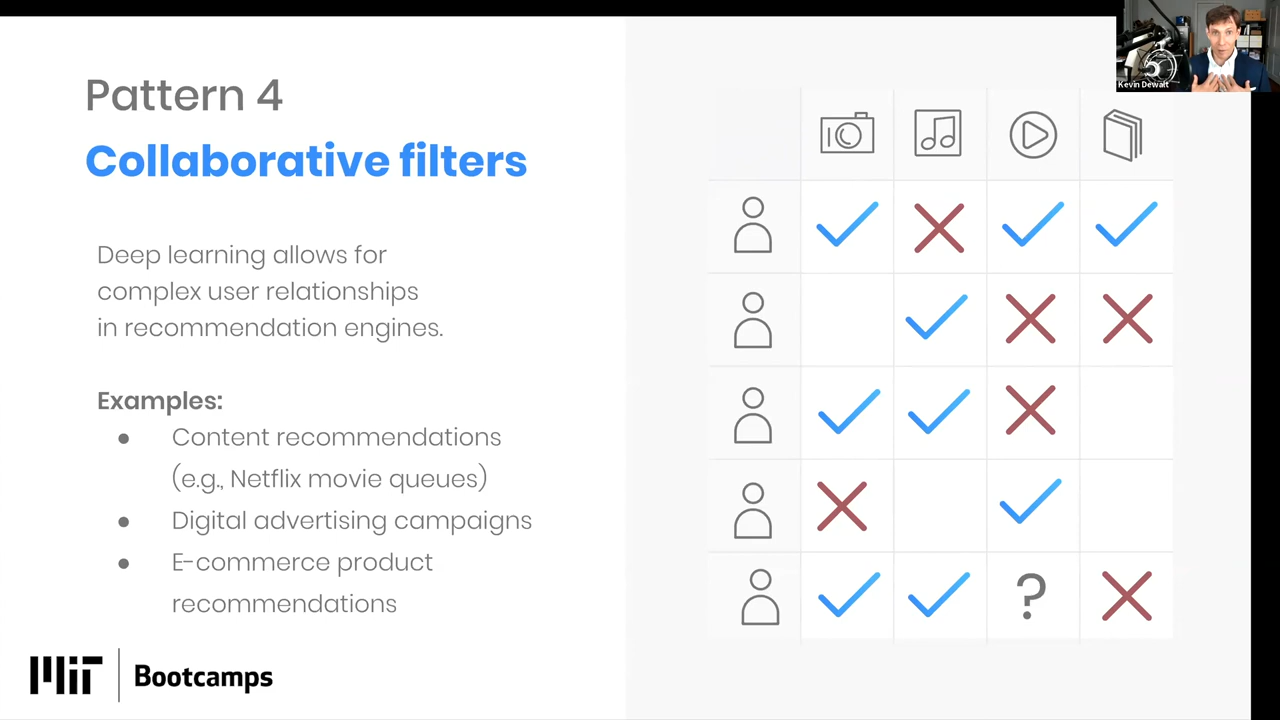 Pattern 4
Collaborative filters
Deep learning allows for
complex user relationships
in recommendation engines.
Examples:
● Content recommendations
(e.g., Netflix movie queues)
● Digital advertising campaigns
● E-commerce product
recommendations
?
MIT Bootcamps
Kevin Dewalt